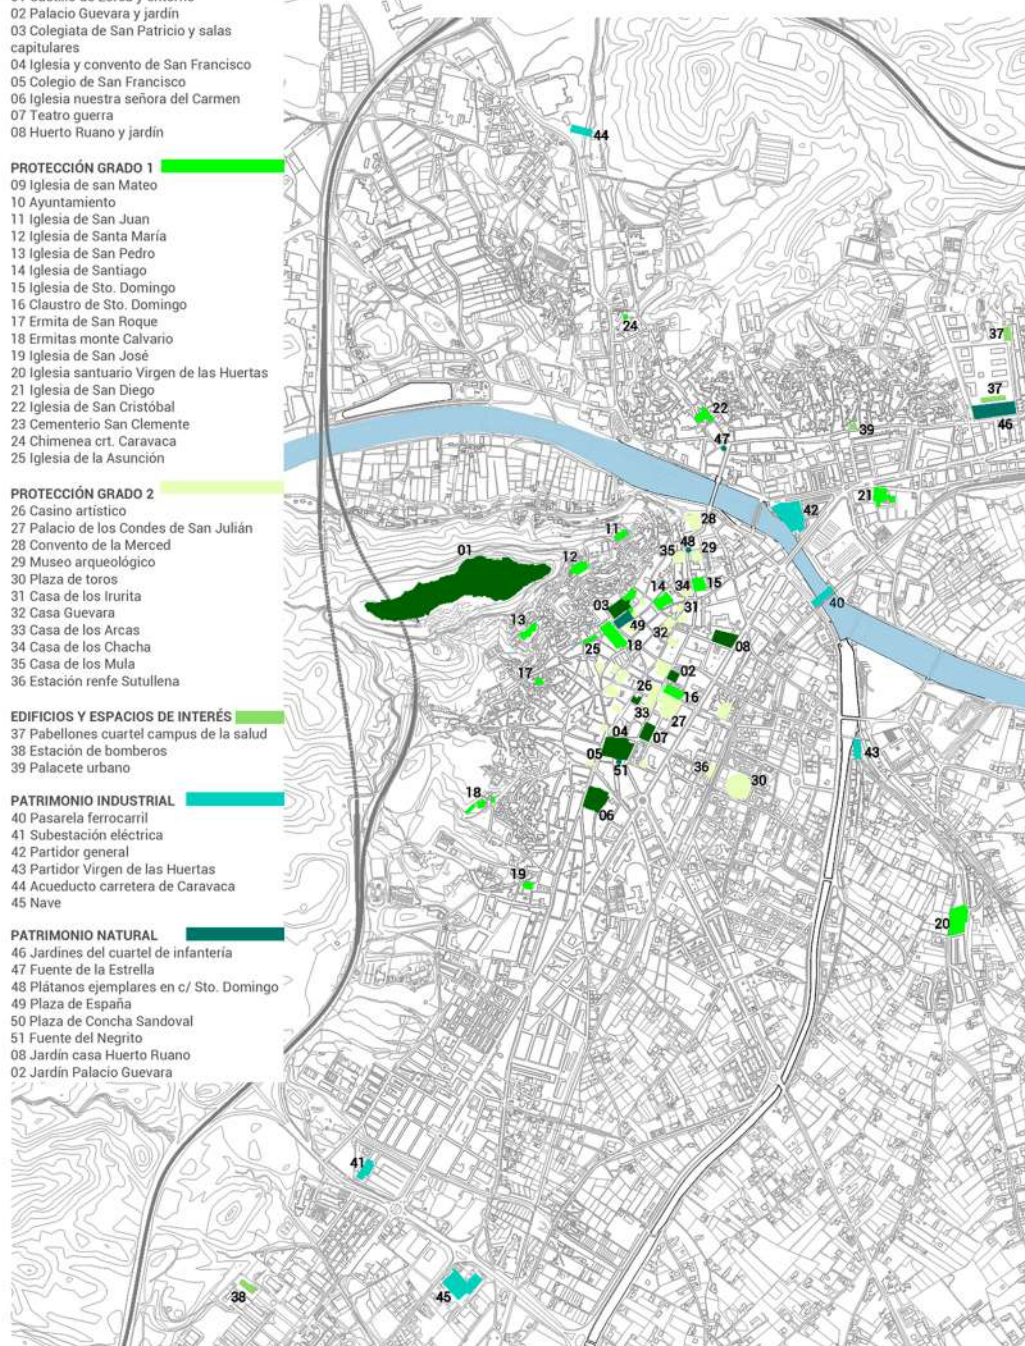 02 Palacio Guevara y jardín
03 Colegiata de San Patricio y salas
capitulares
04 Iglesia y convento de San Francisco
05 Colegio de San Francisco
06 Iglesia nuestra señora del Carmen
07 Teatro guerra
08 Huerto Ruano y jardín
PROTECCIÓN GRADO 1
09 Iglesia de san Mateo
10 Ayuntamiento
11 Iglesia de San Juan
12 Iglesia de Santa María
13 Iglesia de San Pedro
14 Iglesia de Santiago
15 Iglesia de Sto. Domingo
16 Claustro de Sto. Domingo
17 Ermita de San Roque
18 Ermitas monte Calvario
19 Iglesia de San José
20 Iglesia santuario Virgen de las Huertas
21 Iglesia de San Diego
22 Iglesia de San Cristóbal
23 Cementerio San Clemente
24 Chimenea crt. Caravaca
25 Iglesia de la Asunción
PROTECCIÓN GRADO 2
26 Casino artístico
27 Palacio de los Condes de San Julián
28 Convento de la Merced
29 Museo arqueológico
30 Plaza de toros
31 Casa de los Irurita
32 Casa Guevara
33 Casa de los Arcas
34 Casa de los Chacha
35 Casa de los Mula
36 Estación renfe Sutullena
EDIFICIOS Y ESPACIOS DE INTERÉS
37 Pabellones cuartel campus de la salud
38 Estación de bomberos
39 Palacete urbano
PATRIMONIO INDUSTRIAL
40 Pasarela ferrocarril
41 Subestación eléctrica
42 Partidor general
43 Partidor Virgen de las Huertas
44 Acueducto carretera de Caravaca
45 Nave
PATRIMONIO NATURAL
46 Jardines del cuartel de infantería
47 Fuente de la Estrella
48 Plátanos ejemplares en c/ Sto. Domingo
49 Plaza de España
50 Plaza de Concha Sandoval
51 Fuente del Negrito
08 Jardín casa Huerto Ruano
02 Jardín Palacio Guevara
44
24
37
37
46
22
39
47
21
42
28
11
48
01
35
29
12
34
15
14
40
03
31
13
49
32
18
08
25
02
17
26
16
33
27
04
07
05
43
51
36
30
18
06
19
20
41
38
45